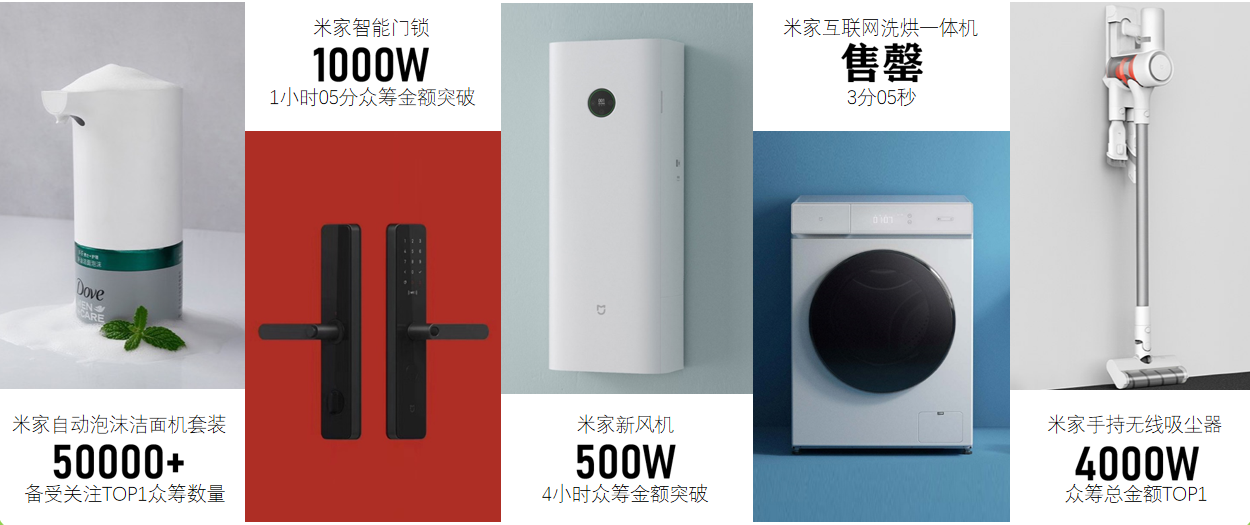 米家智能门锁
1000W
1小时05分众筹金额突破
米家互联网洗烘一体机
售罄
3分05秒
Dove
MEN
CARE
米家自动泡沫洁面机套装
50000+
备受关注TOP1众筹数量
米家新风机
500W
4小时众筹金额突破
米家手持无线吸尘器
4000W
众筹总金额TOP1